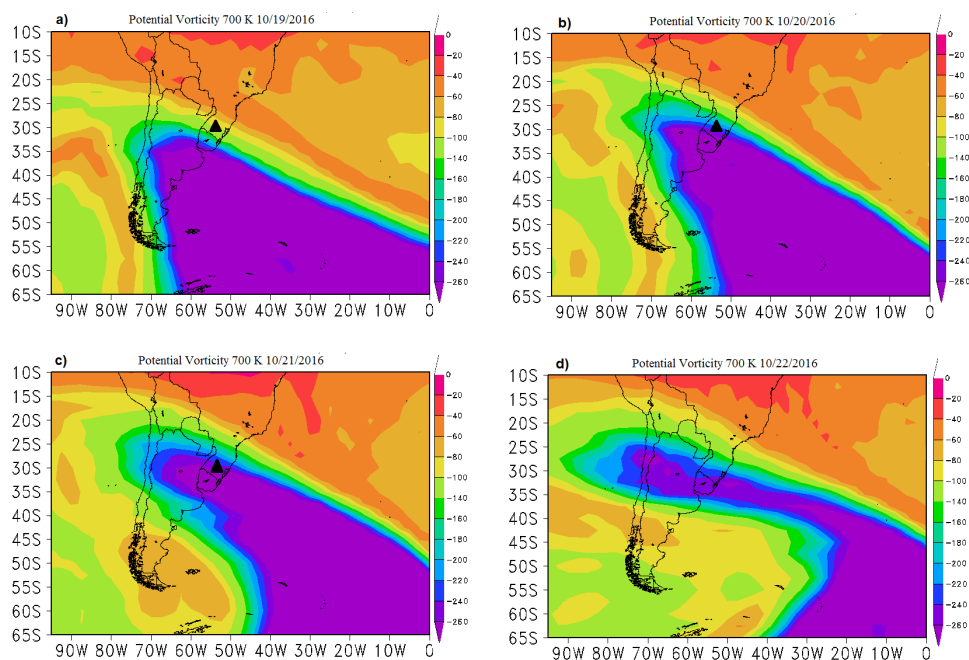 a)
Potential Vorticity 700 K 10/19/2016
10S
15S
20S
25S
30S
35S
40S
45S
50S
55S
60S
65S
90W 80W 70W 60W 50W 40W 30W 20W 10W 0
0
-20
-40
-60
-80
-100
-140
-160
-180
-200
-220
-240
-260
b)
Potential Vorticity 700 K 10/20/2016
10S
15S
20S
25S
30S
35S
40S
45S
50S
55S
60S
65S
90W 80W 70W 60W 50W 40W 30W 20W 10W 0
0
-20
-40
-60
-80
-100
-140
-160
-180
-200
-220
-240
-260
c)
Potential Vorticity 700 K 10/21/2016
10S
15S
20S
25S
30S
35S
40S
45S
50S
55S
60S
65S
90W 80W 70W 60W 50W 40W 30W 20W 10W 0
0
-20
-40
-60
-80
-100
-140
-160
-180
-200
-220
-240
-260
d)
Potential Vorticity 700 K 10/22/2016
10S
15S
20S
25S
30S
35S
40S
45S
50S
55S
60S
65S
90W 80W 70W 60W 50W 40W 30W 20W 10W 0
0
-20
-40
-60
-80
-100
-140
-160
-180
-200
-220
-240
-260